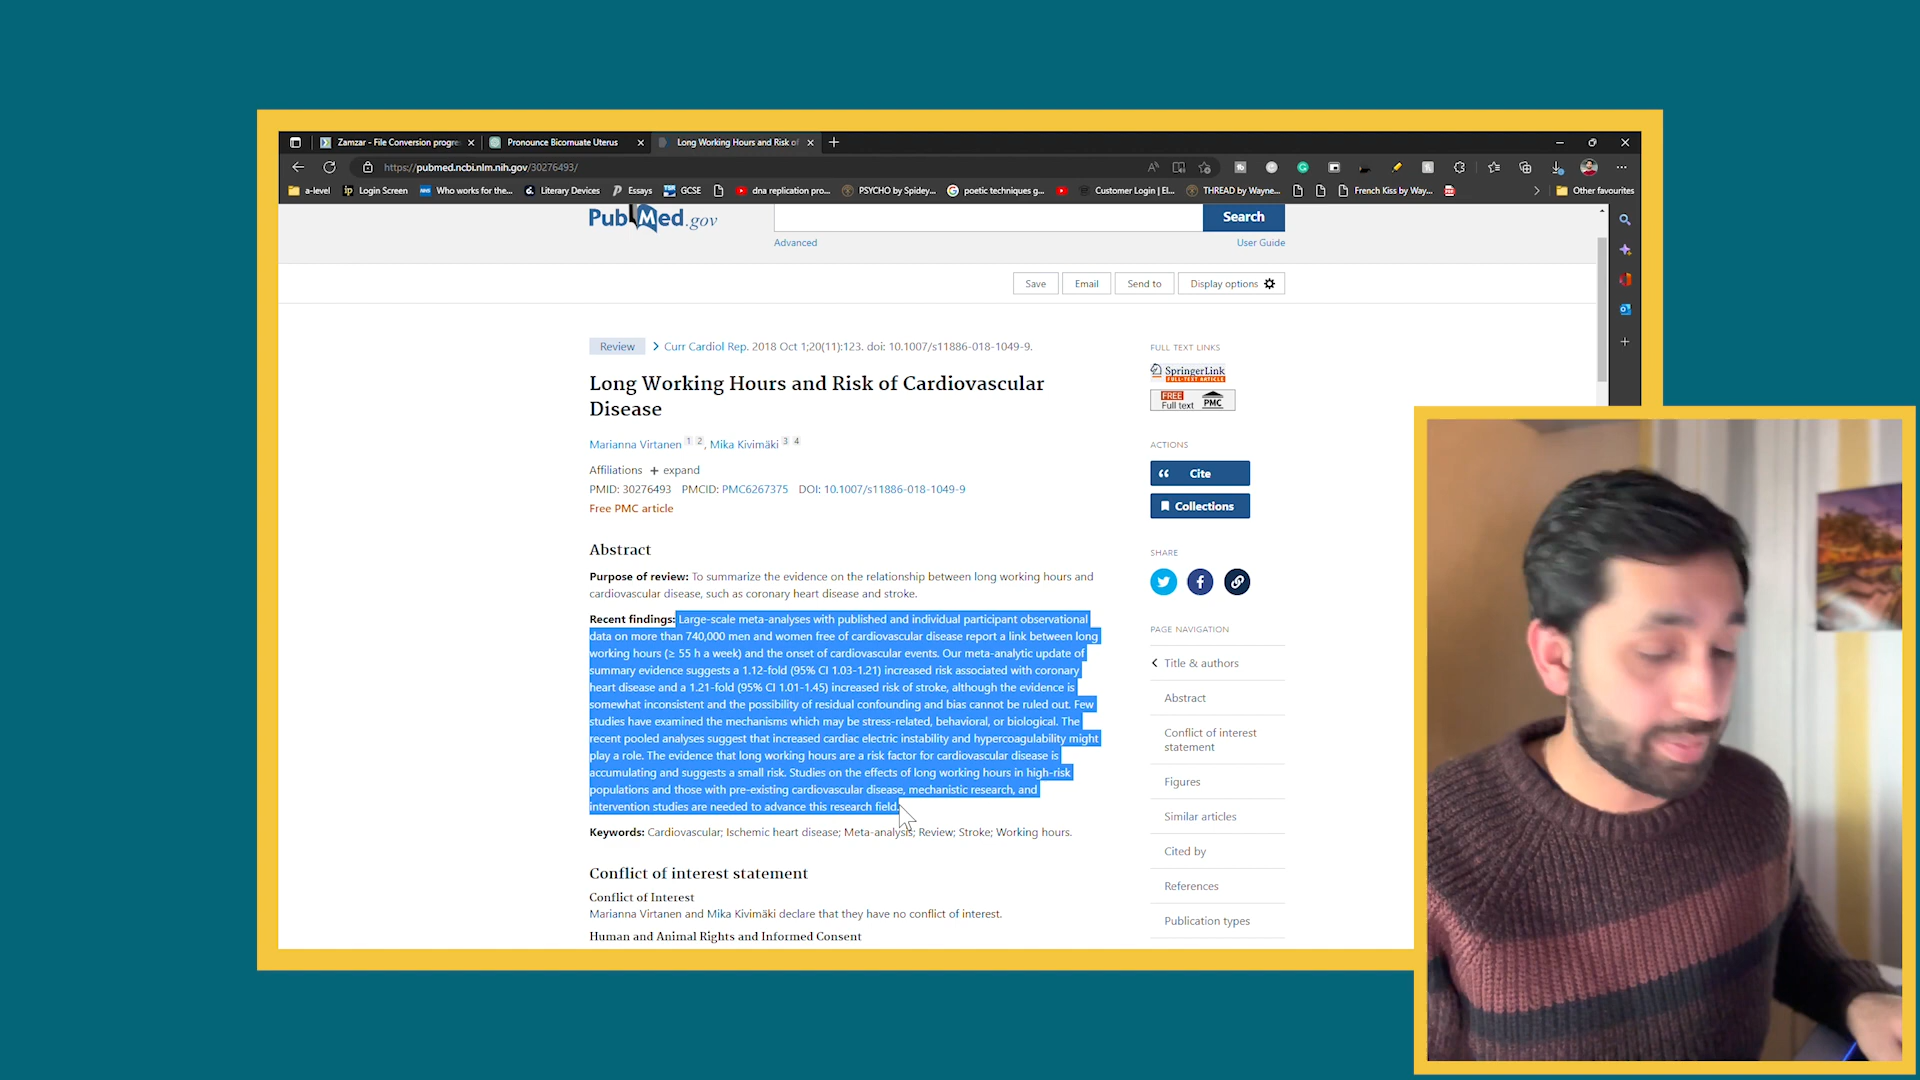 Zamzar - File Conversion progre
Pronounce Bicornuate Uterus
Long Working Hours and Risk of
https://pubmed.ncbi.nlm.nih.gov/30276493/
a-level
Login Screen
Who works for the...
Literary Devices
Essays
GCSE
dna replication pro...
PSYCHO by Spidey...
poetic techniques g...
Customer Login | El...
THREAD by Wayne...
French Kiss by Way...
Other favourites
PubMed.gov
Search
Advanced
User Guide
Save
Email
Send to
Display options
Review
Curr Cardiol Rep. 2018 Oct 1;20(11):123. doi: 10.1007/s11886-018-1049-9.
Long Working Hours and Risk of Cardiovascular
Disease
Marianna Virtanen 1 2, Mika Kivimäki 3 4
Affiliations + expand
PMID: 30276493 PMCID: PMC6267375 DOI: 10.1007/s11886-018-1049-9
Free PMC article
Abstract
Purpose of review: To summarize the evidence on the relationship between long working hours and
cardiovascular disease, such as coronary heart disease and stroke.
Recent findings: Large-scale meta-analyses with published and individual participant observational
data on more than 740,000 men and women free of cardiovascular disease report a link between long
working hours (≥ 55 h a week) and the onset of cardiovascular events. Our meta-analytic update of
summary evidence suggests a 1.12-fold (95% CI 1.03-1.21) increased risk associated with coronary
heart disease and a 1.21-fold (95% CI 1.01-1.45) increased risk of stroke, although the evidence is
somewhat inconsistent and the possibility of residual confounding and bias cannot be ruled out. Few
studies have examined the mechanisms which may be stress-related, behavioral, or biological. The
recent pooled analyses suggest that increased cardiac electric instability and hypercoagulability might
play a role. The evidence that long working hours are a risk factor for cardiovascular disease is
accumulating and suggests a small risk. Studies on the effects of long working hours in high-risk
populations and those with pre-existing cardiovascular disease, mechanistic research, and
intervention studies are needed to advance this research field.
Keywords: Cardiovascular; Ischemic heart disease; Meta-analysis; Review; Stroke; Working hours.
Conflict of interest statement
Conflict of Interest
Marianna Virtanen and Mika Kivimäki declare that they have no conflict of interest.
Human and Animal Rights and Informed Consent
FULL TEXT LINKS
SpringerLink
FULL-TEXT ARTICLE
FREE
Full text PMC
ACTIONS
Cite
Collections
SHARE
PAGE NAVIGATION
Title & authors
Abstract
Conflict of interest
statement
Figures
Similar articles
Cited by
References
Publication types